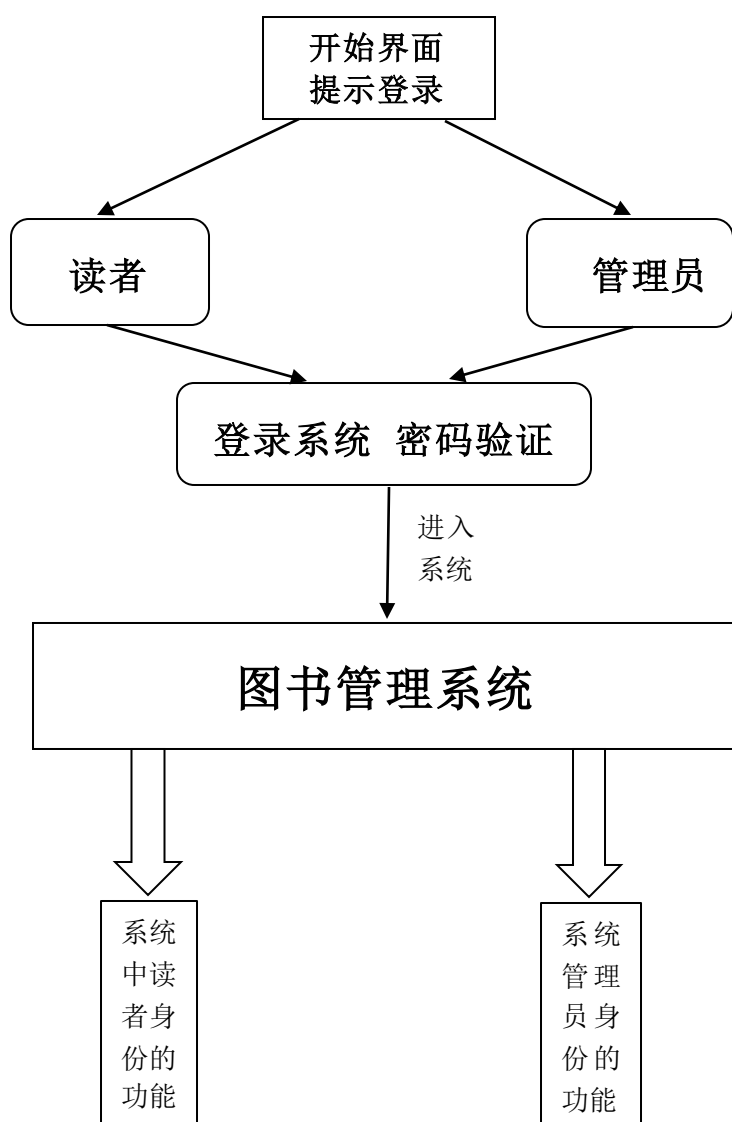 开始界面
提示登录
读者
管理员
登录系统 密码验证
进入
系统
图书管理系统
系统
中读
者身
份的
功能
系统
管理
员身
份的
功能